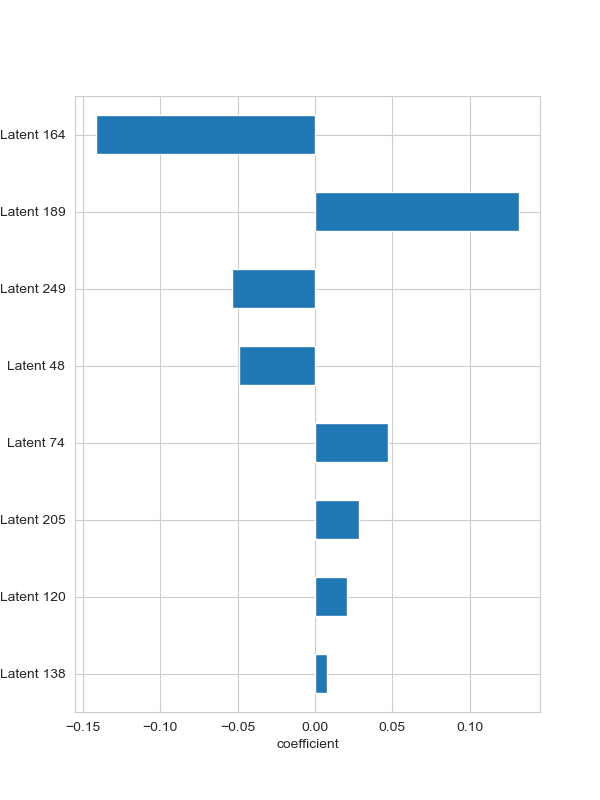 Latent 164
Latent 189
Latent 249
Latent 48
Latent 74
Latent 205
Latent 120
Latent 138
−0.15 −0.10 −0.05 0.00 0.05 0.10
coefficient